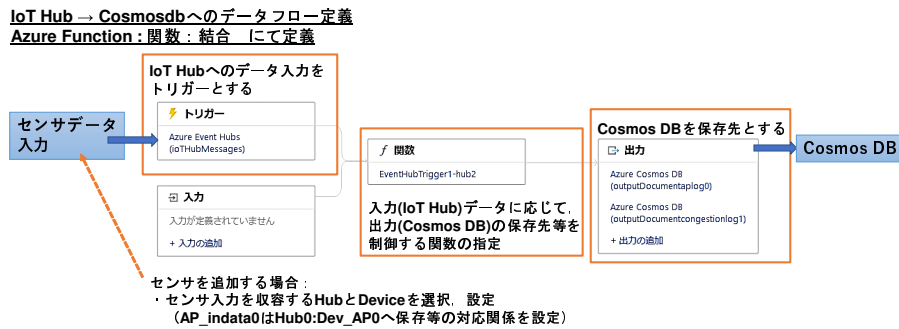 IoT Hub → Cosmosdbへのデータフロー定義
Azure Function : 関数：結合　にて定義
IoT Hubへのデータ入力を
トリガーとする
センサデータ
入力
トリガー
Azure Event Hubs
(ioTHubMessages)
入力
入力が定義されていません
+ 入力の追加
関数
EventHubTrigger1-hub2
入力(IoT Hub)データに応じて，
出力(Cosmos DB)の保存先等を
制御する関数の指定
Cosmos DBを保存先とする
出力
Azure Cosmos DB
(outputDocumentaplog0)
Azure Cosmos DB
(outputDocumentcongestionlog1)
+ 出力の追加
Cosmos DB
センサを追加する場合：
・センサ入力を収容するHubとDeviceを選択，設定
（AP_indata0はHub0:Dev_AP0へ保存等の対応関係を設定）